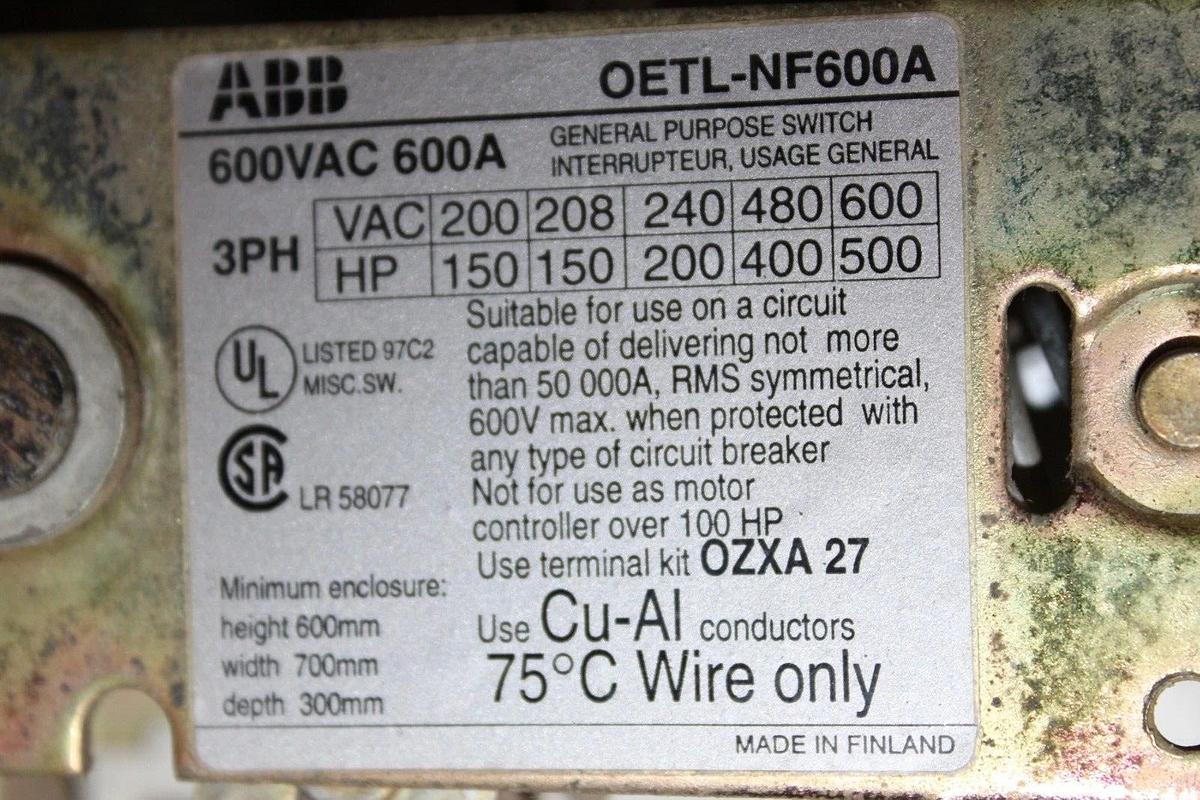 ABB
OETL-NF600A
600VAC 600A
GENERAL PURPOSE SWITCH
INTERRUPTEUR, USAGE GENERAL
3PH
VAC 200 208 240 480 600
HP 150 150 200 400 500
UL
LISTED 97C2
MISC.SW.
SA
LR 58077
Suitable for use on a circuit
capable of delivering not more
than 50 000A, RMS symmetrical,
600V max. when protected with
any type of circuit breaker
Not for use as motor
controller over 100 HP
Use terminal kit OZXA 27
Minimum enclosure:
height 600mm
width 700mm
depth 300mm
Use Cu-Al conductors
75°C Wire only
MADE IN FINLAND